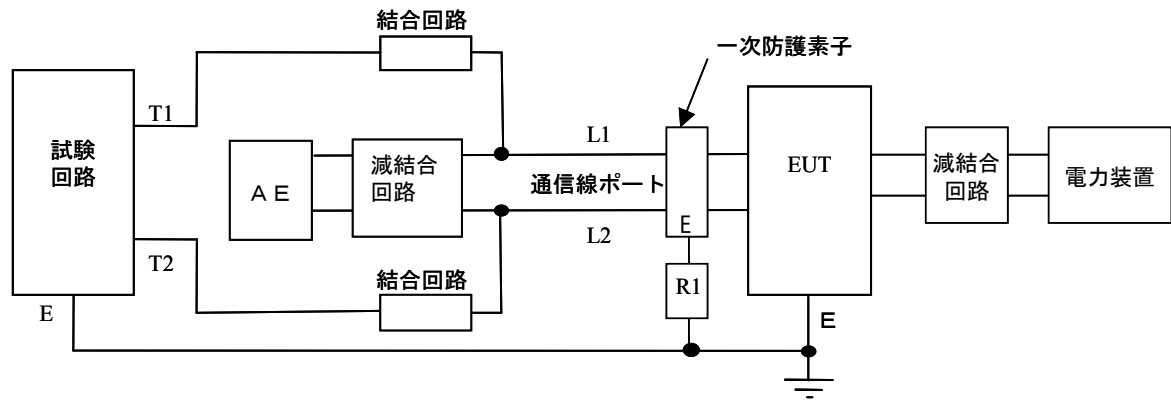 結合回路
一次防護素子
T1
試験
回路
L1
ＡＥ
減結合
回路
通信線ポート
EUT
減結合
回路
電力装置
E
L2
T2
結合回路
R1
E
E